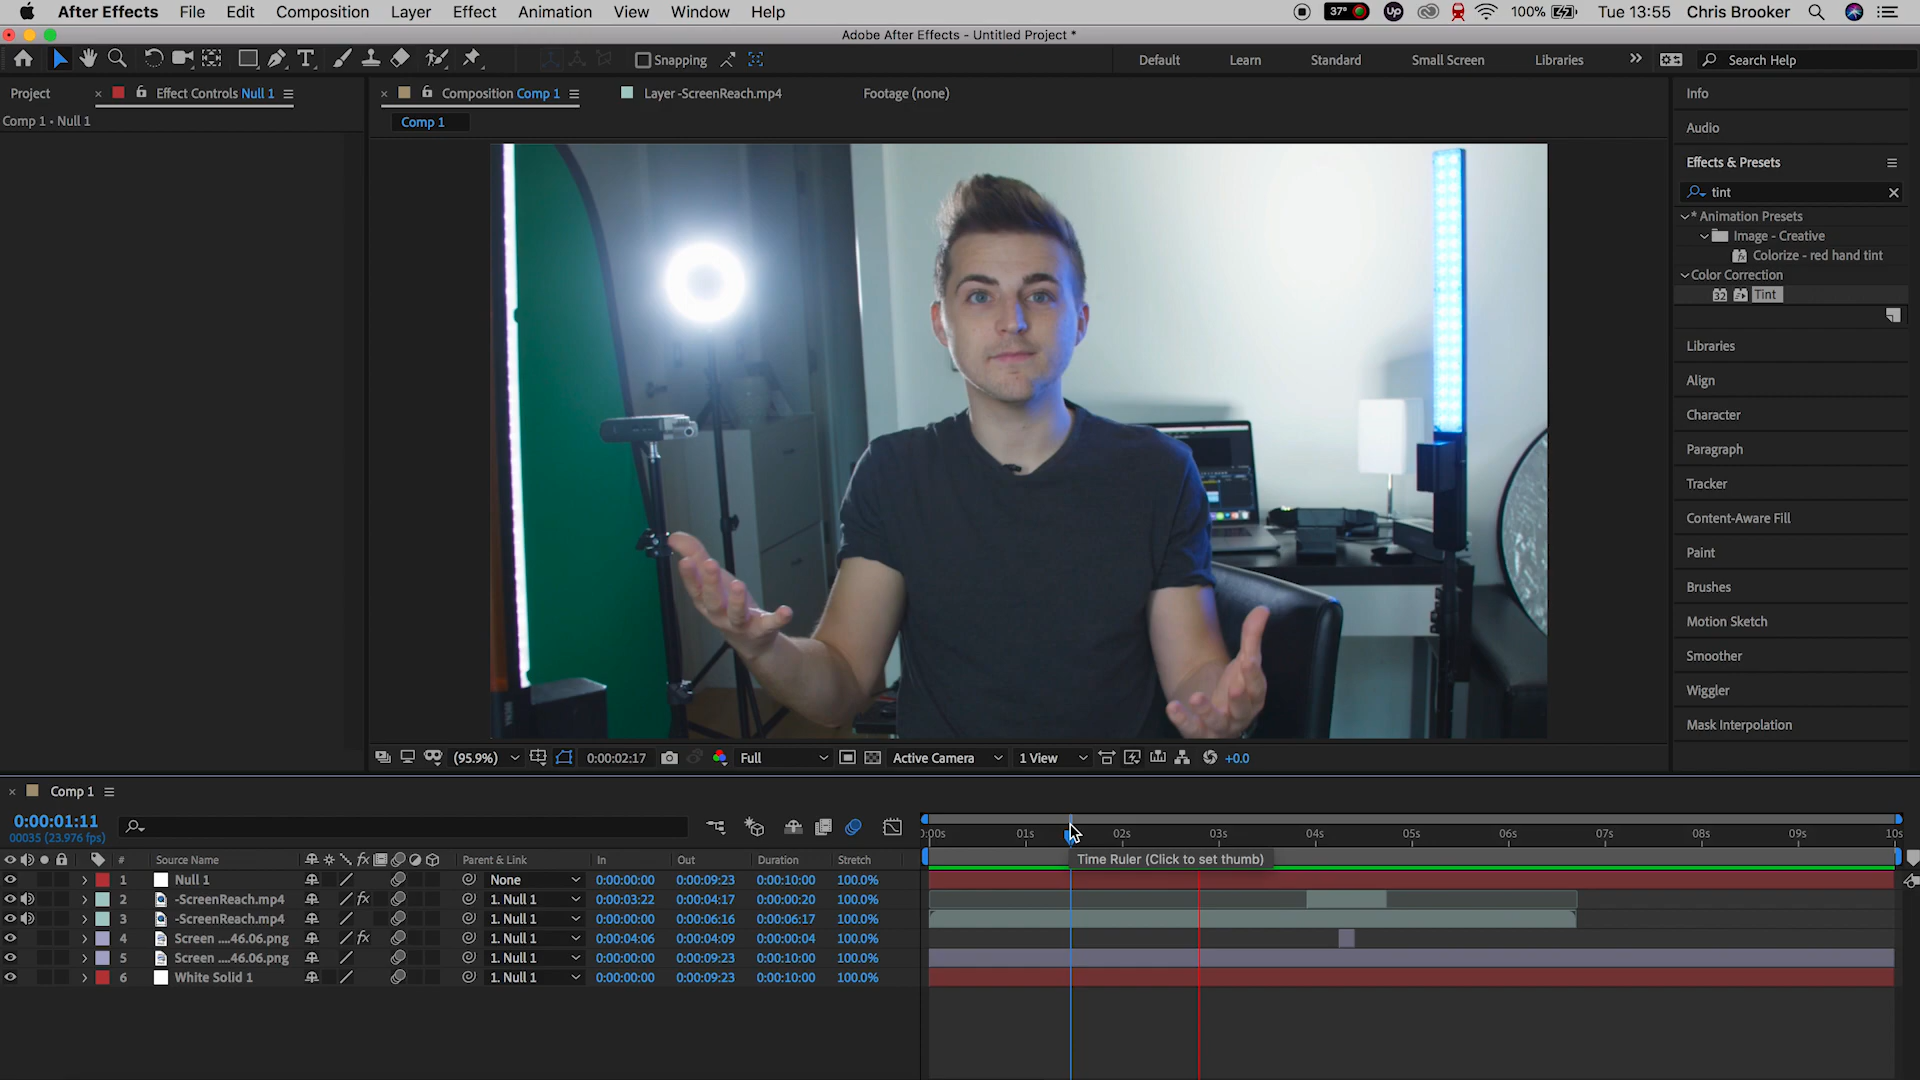 After Effects File Edit Composition Layer Effect Animation View Window Help 37° Up 100% Tue 13:55 Chris Brooker
Adobe After Effects - Untitled Project *
Snapping Default Learn Standard Small Screen Libraries Search Help
Project Effect Controls Null 1 Composition Comp 1 Layer -ScreenReach.mp4 Footage (none) Info
Comp 1 • Null 1 Comp 1
Audio
Effects & Presets
tint
* Animation Presets
Image - Creative
Colorize - red hand tint
Color Correction
32 Tint
Libraries
Align
Character
Paragraph
Tracker
Content-Aware Fill
Paint
Brushes
Motion Sketch
Smoother
Wiggler
Mask Interpolation
(95.9%) 0:00:02:17 Full Active Camera 1 View +0.0
Comp 1
0:00:01:11
00035 (23.976 fps)
):00s 01s 02s 03s 04s 05s 06s 07s 08s 09s 10s
# Source Name fx Parent & Link In Out Duration Stretch
Time Ruler (Click to set thumb)
1 Null 1 None 0:00:00:00 0:00:09:23 0:00:10:00 100.0%
2 -ScreenReach.mp4 fx 1. Null 1 0:00:03:22 0:00:04:17 0:00:00:20 100.0%
3 -ScreenReach.mp4 1. Null 1 0:00:00:00 0:00:06:16 0:00:06:17 100.0%
4 Screen ....46.06.png fx 1. Null 1 0:00:04:06 0:00:04:09 0:00:00:04 100.0%
5 Screen ....46.06.png 1. Null 1 0:00:00:00 0:00:09:23 0:00:10:00 100.0%
6 White Solid 1 1. Null 1 0:00:00:00 0:00:09:23 0:00:10:00 100.0%